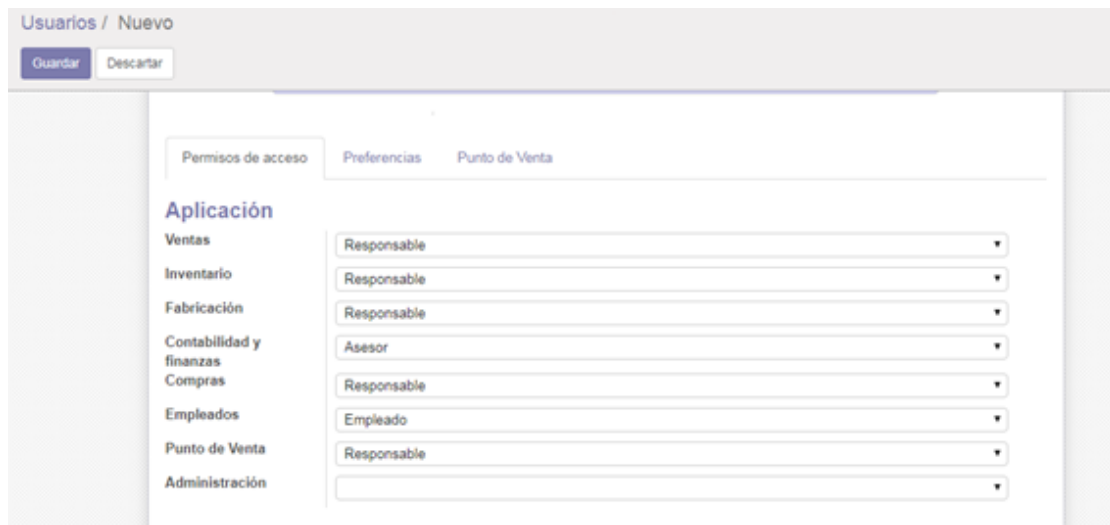 Usuarios / Nuevo
Guardar Descartar
Permisos de acceso Preferencias Punto de Venta
Aplicación
Ventas Responsable
Inventario Responsable
Fabricación Responsable
Contabilidad y
finanzas Asesor
Compras Responsable
Empleados Empleado
Punto de Venta Responsable
Administración